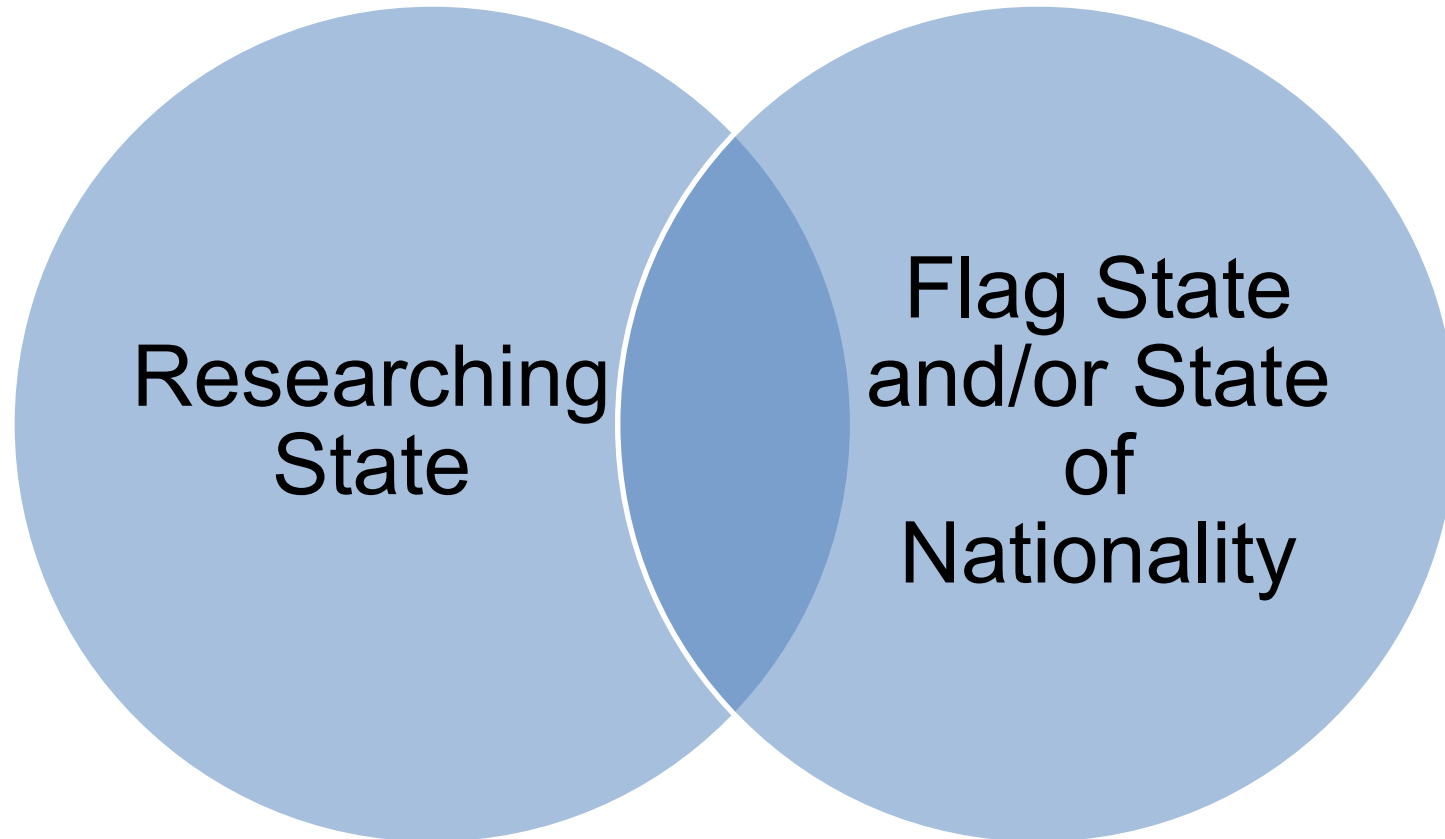 Researching
State
Flag State
and/or State
of
Nationality